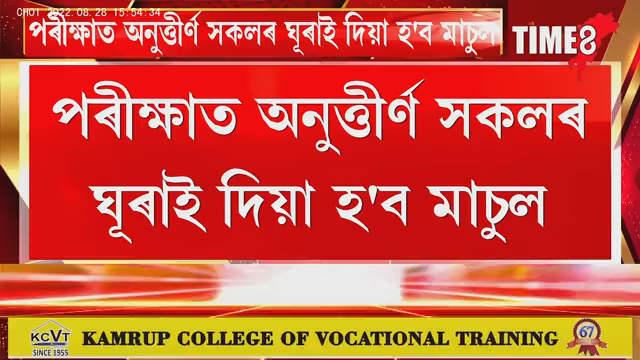 CH01 2022.08.28 15:54:34
পৰীক্ষাত অনুত্তীৰ্ণ সকলৰ ঘূৰাই দিয়া হ'ব মাচুল
TIME8
পৰীক্ষাত অনুত্তীৰ্ণ সকলৰ
ঘূৰাই দিয়া হ'ব মাচুল
KCVT
SINCE 1955
KAMRUP COLLEGE OF VOCATIONAL TRAINING
67